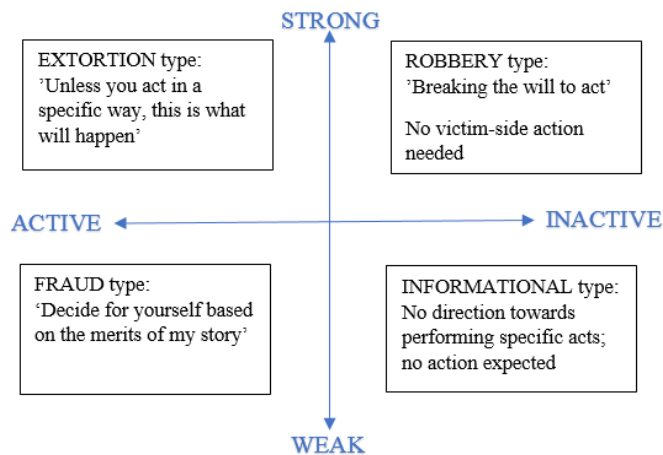 STRONG
EXTORTION type:
’Unless you act in a
specific way, this is what
will happen’
ROBBERY type:
’Breaking the will to act’
No victim-side action
needed
ACTIVE
INACTIVE
FRAUD type:
‘Decide for yourself based
on the merits of my story’
INFORMATIONAL type:
No direction towards
performing specific acts;
no action expected
WEAK